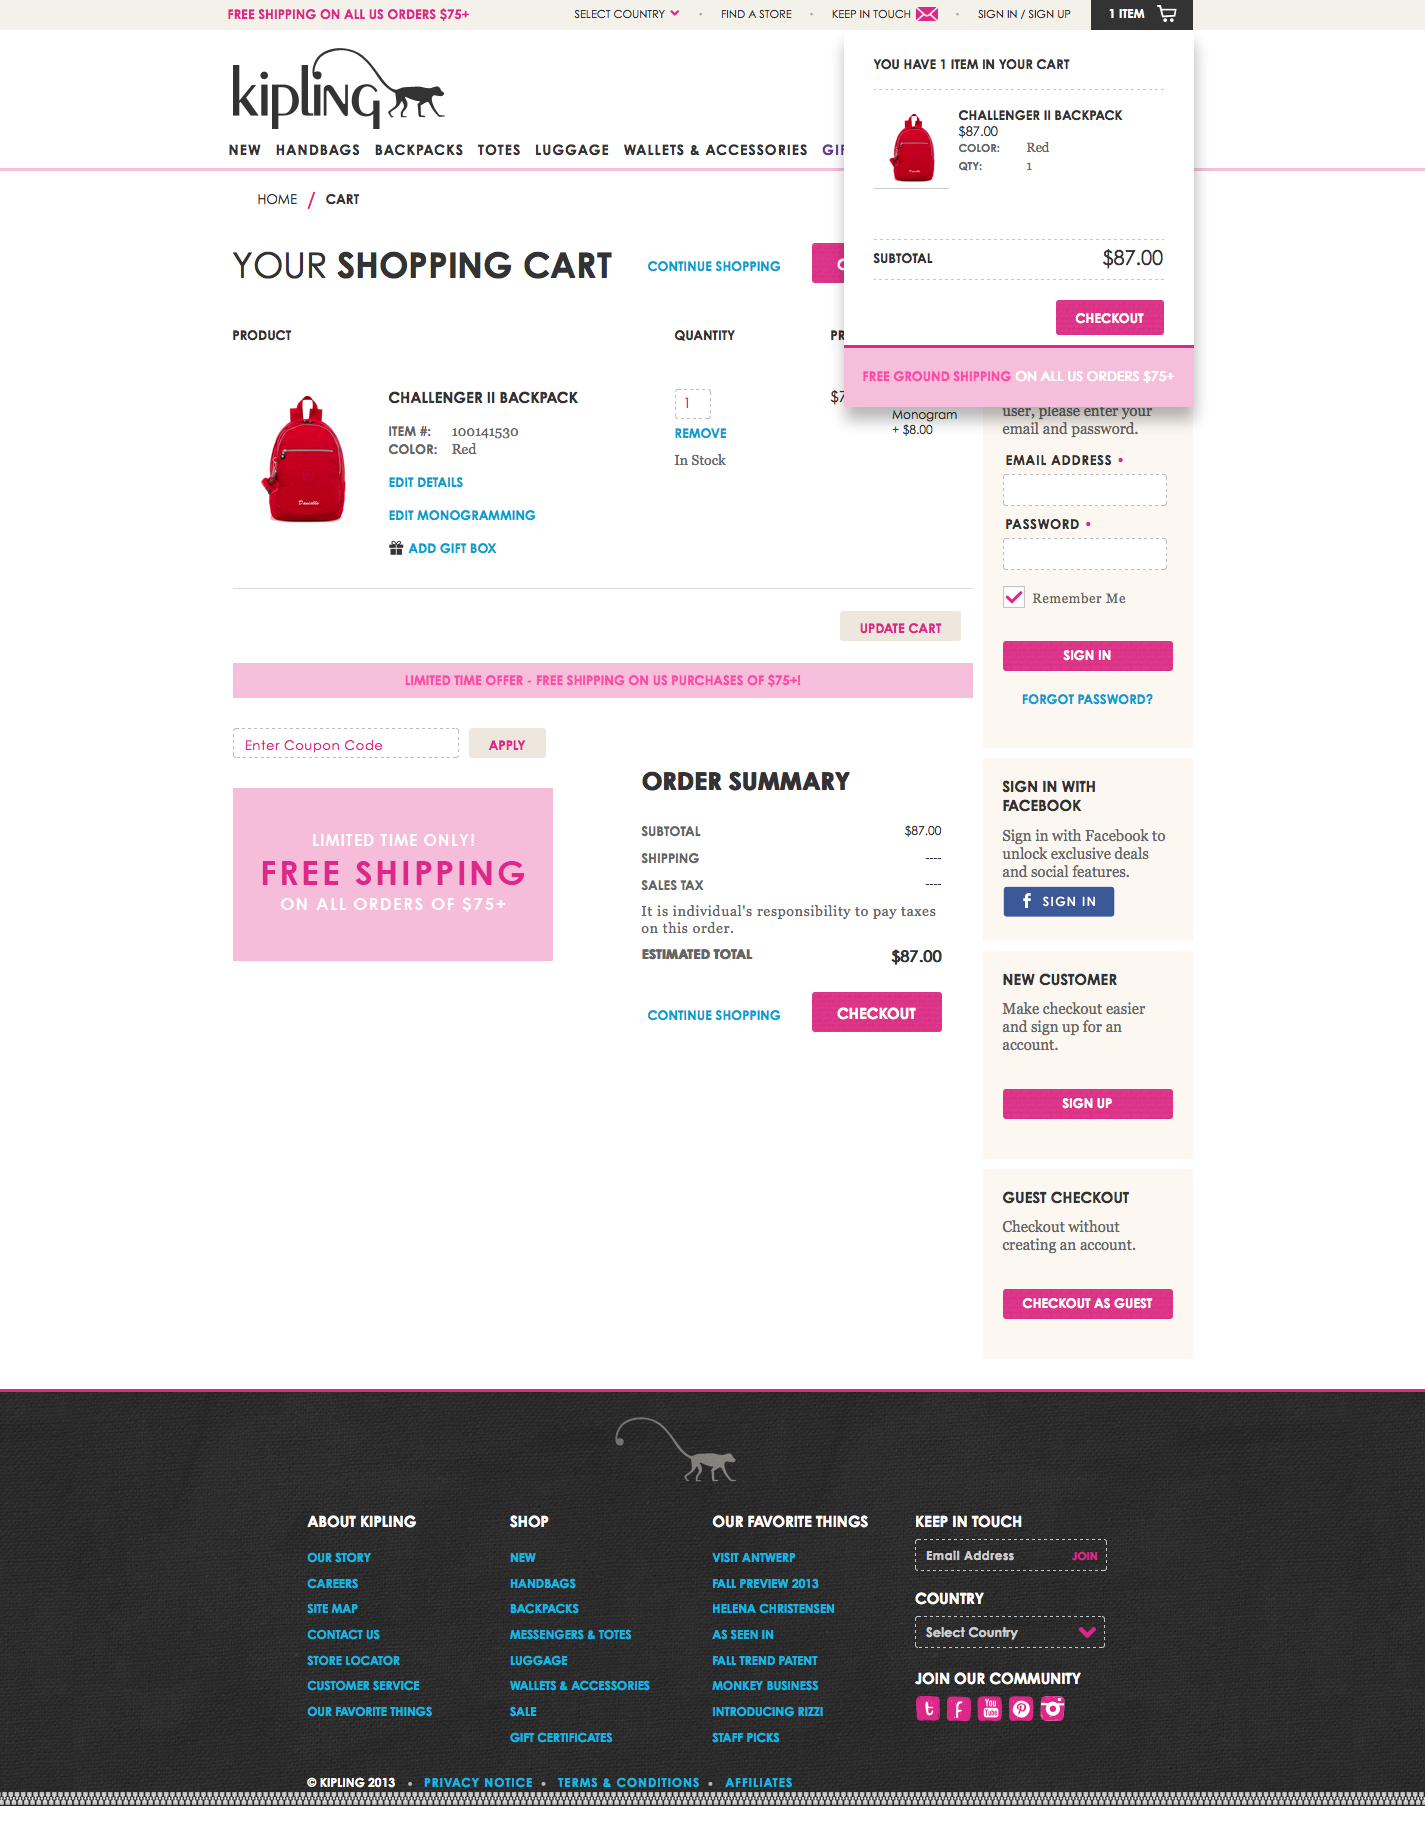 FREE SHIPPING ON ALL US ORDERS $75+
SELECT COUNTRY • FIND A STORE • KEEP IN TOUCH • SIGN IN / SIGN UP
1 ITEM
kipling
NEW HANDBAGS BACKPACKS TOTES LUGGAGE WALLETS & ACCESSORIES
YOU HAVE 1 ITEM IN YOUR CART
CHALLENGER II BACKPACK
$87.00
COLOR: Red
QTY: 1
SUBTOTAL $87.00
CHECKOUT
FREE GROUND SHIPPING ON ALL US ORDERS $75+
HOME / CART
YOUR SHOPPING CART
CONTINUE SHOPPING
PRODUCT QUANTITY
CHALLENGER II BACKPACK
ITEM #: 100141530
COLOR: Red
EDIT DETAILS
EDIT MONOGRAMMING
ADD GIFT BOX
Danielle
1
REMOVE
In Stock
Monogram
+ $8.00
UPDATE CART
LIMITED TIME OFFER - FREE SHIPPING ON US PURCHASES OF $75+!
Enter Coupon Code
APPLY
LIMITED TIME ONLY!
FREE SHIPPING
ON ALL ORDERS OF $75+
ORDER SUMMARY
SUBTOTAL $87.00
SHIPPING ----
SALES TAX ----
It is individual's responsibility to pay taxes
on this order.
ESTIMATED TOTAL $87.00
CONTINUE SHOPPING
CHECKOUT
user, please enter your
email and password.
EMAIL ADDRESS •
PASSWORD •
Remember Me
SIGN IN
FORGOT PASSWORD?
SIGN IN WITH
FACEBOOK
Sign in with Facebook to
unlock exclusive deals
and social features.
f SIGN IN
NEW CUSTOMER
Make checkout easier
and sign up for an
account.
SIGN UP
GUEST CHECKOUT
Checkout without
creating an account.
CHECKOUT AS GUEST
ABOUT KIPLING
OUR STORY
CAREERS
SITE MAP
CONTACT US
STORE LOCATOR
CUSTOMER SERVICE
OUR FAVORITE THINGS
SHOP
NEW
HANDBAGS
BACKPACKS
MESSENGERS & TOTES
LUGGAGE
WALLETS & ACCESSORIES
SALE
GIFT CERTIFICATES
OUR FAVORITE THINGS
VISIT ANTWERP
FALL PREVIEW 2013
HELENA CHRISTENSEN
AS SEEN IN
FALL TREND PATENT
MONKEY BUSINESS
INTRODUCING RIZZI
STAFF PICKS
KEEP IN TOUCH
Email Address JOIN
COUNTRY
Select Country
JOIN OUR COMMUNITY
t f You Tube P
© KIPLING 2013 • PRIVACY NOTICE • TERMS & CONDITIONS • AFFILIATES